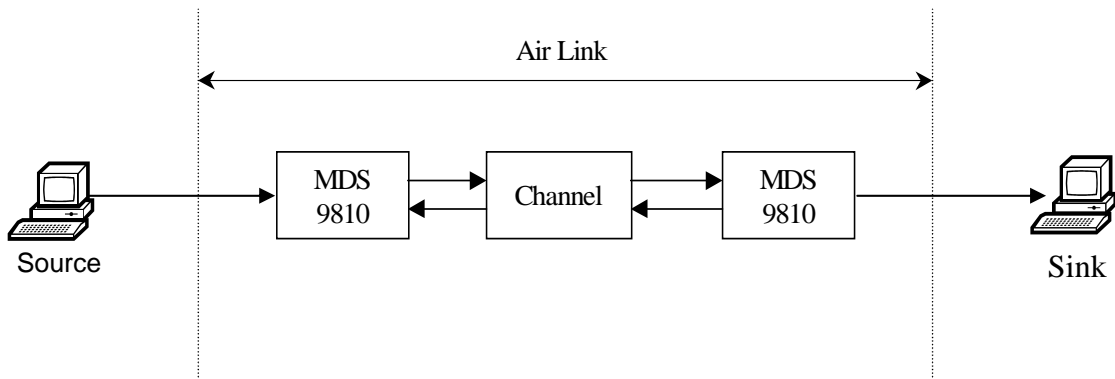 Air Link
MDS
9810
Channel
MDS
9810
Source
Sink